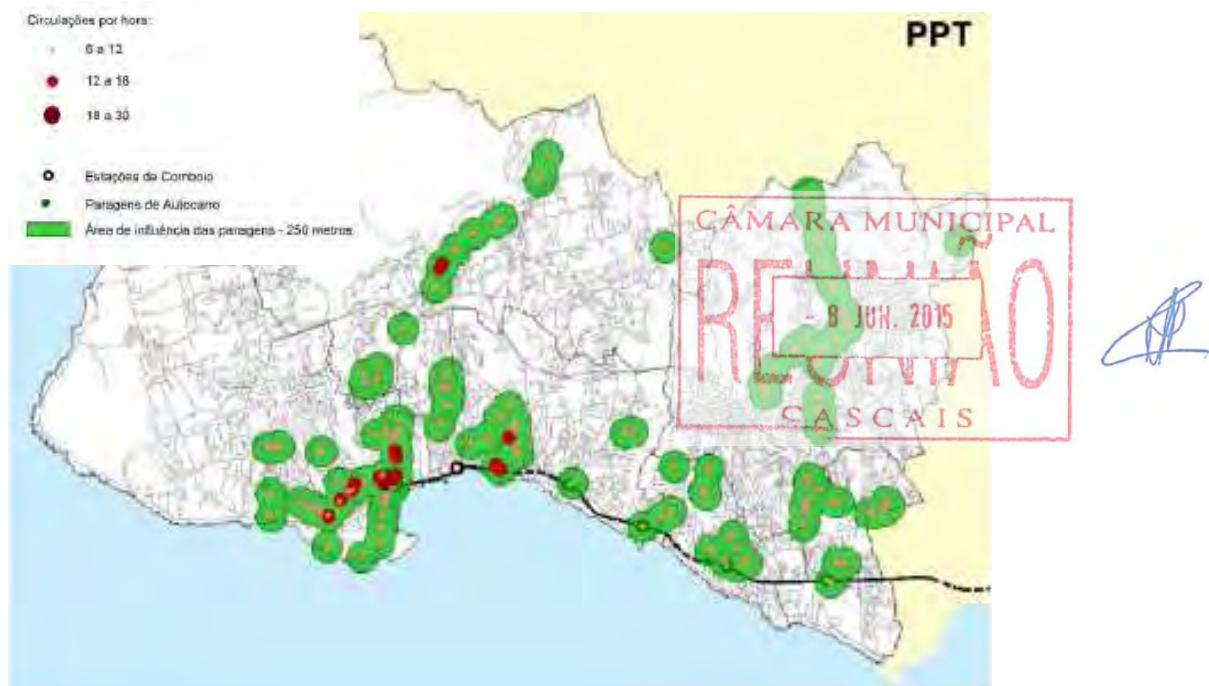 Circulações por hora:
6 a 12
12 a 18
18 a 30
Estações de Comboio
Paragens de Autocarro
Área de influência das paragens - 250 metros
PPT
CÂMARA MUNICIPAL
REUNIÃO
- 8 JUN. 2015
CASCAIS